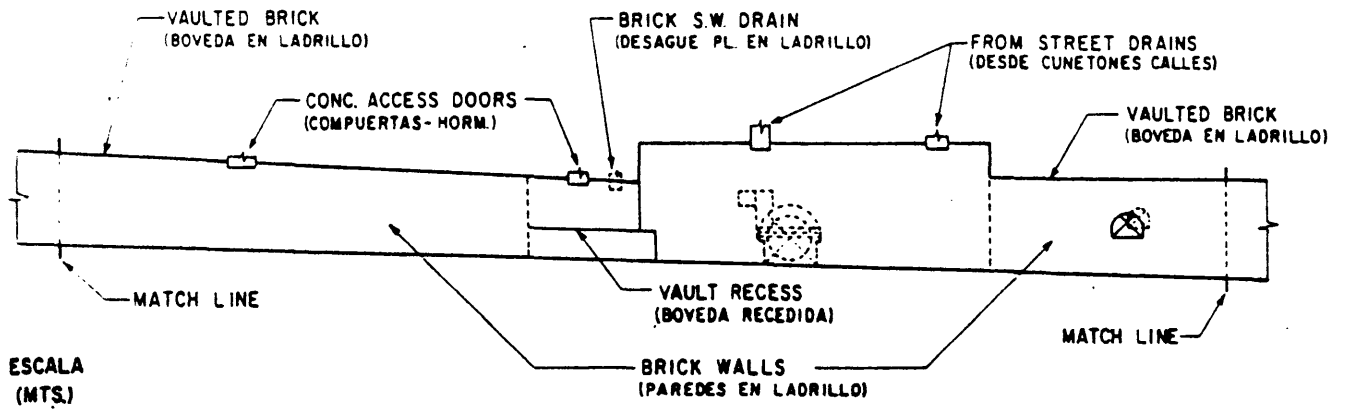 VAULTED BRICK
(BOVEDA EN LADRILLO)
BRICK S.W. DRAIN
(DESAGUE PL. EN LADRILLO)
FROM STREET DRAINS
(DESDE CUNETONES CALLES)
CONC. ACCESS DOORS
(COMPUERTAS-HORM.)
VAULTED BRICK
(BOVEDA EN LADRILLO)
MATCH LINE
VAULT RECESS
(BOVEDA RECEDIDA)
MATCH LINE
BRICK WALLS
(PAREDES EN LADRILLO)
ESCALA
(MTS.)